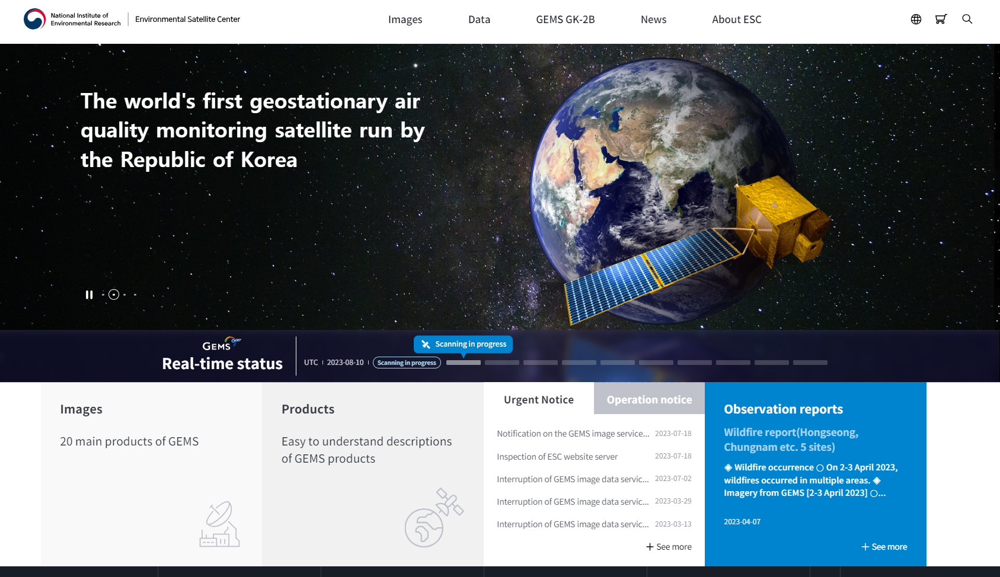 National Institute of
Environmental Research
Environmental Satellite Center
Images
Data
GEMS GK-2B
News
About ESC
The world's first geostationary air
quality monitoring satellite run by
the Republic of Korea
GEMS
Real-time status
Scanning in progress
UTC
2023-08-10
Scanning in progress
Images
20 main products of GEMS
Products
Easy to understand descriptions
of GEMS products
Urgent Notice
Operation notice
Notification on the GEMS image service... 2023-07-18
Inspection of ESC website server 2023-07-18
Interruption of GEMS image data servic... 2023-07-02
Interruption of GEMS image data servic... 2023-03-29
Interruption of GEMS image data servic... 2023-03-13
+ See more
Observation reports
Wildfire report(Hongseong,
Chungnam etc. 5 sites)
◈ Wildfire occurrence ○ On 2-3 April 2023,
wildfires occurred in multiple areas. ◈
Imagery from GEMS [2-3 April 2023] ○...
2023-04-07
+ See more